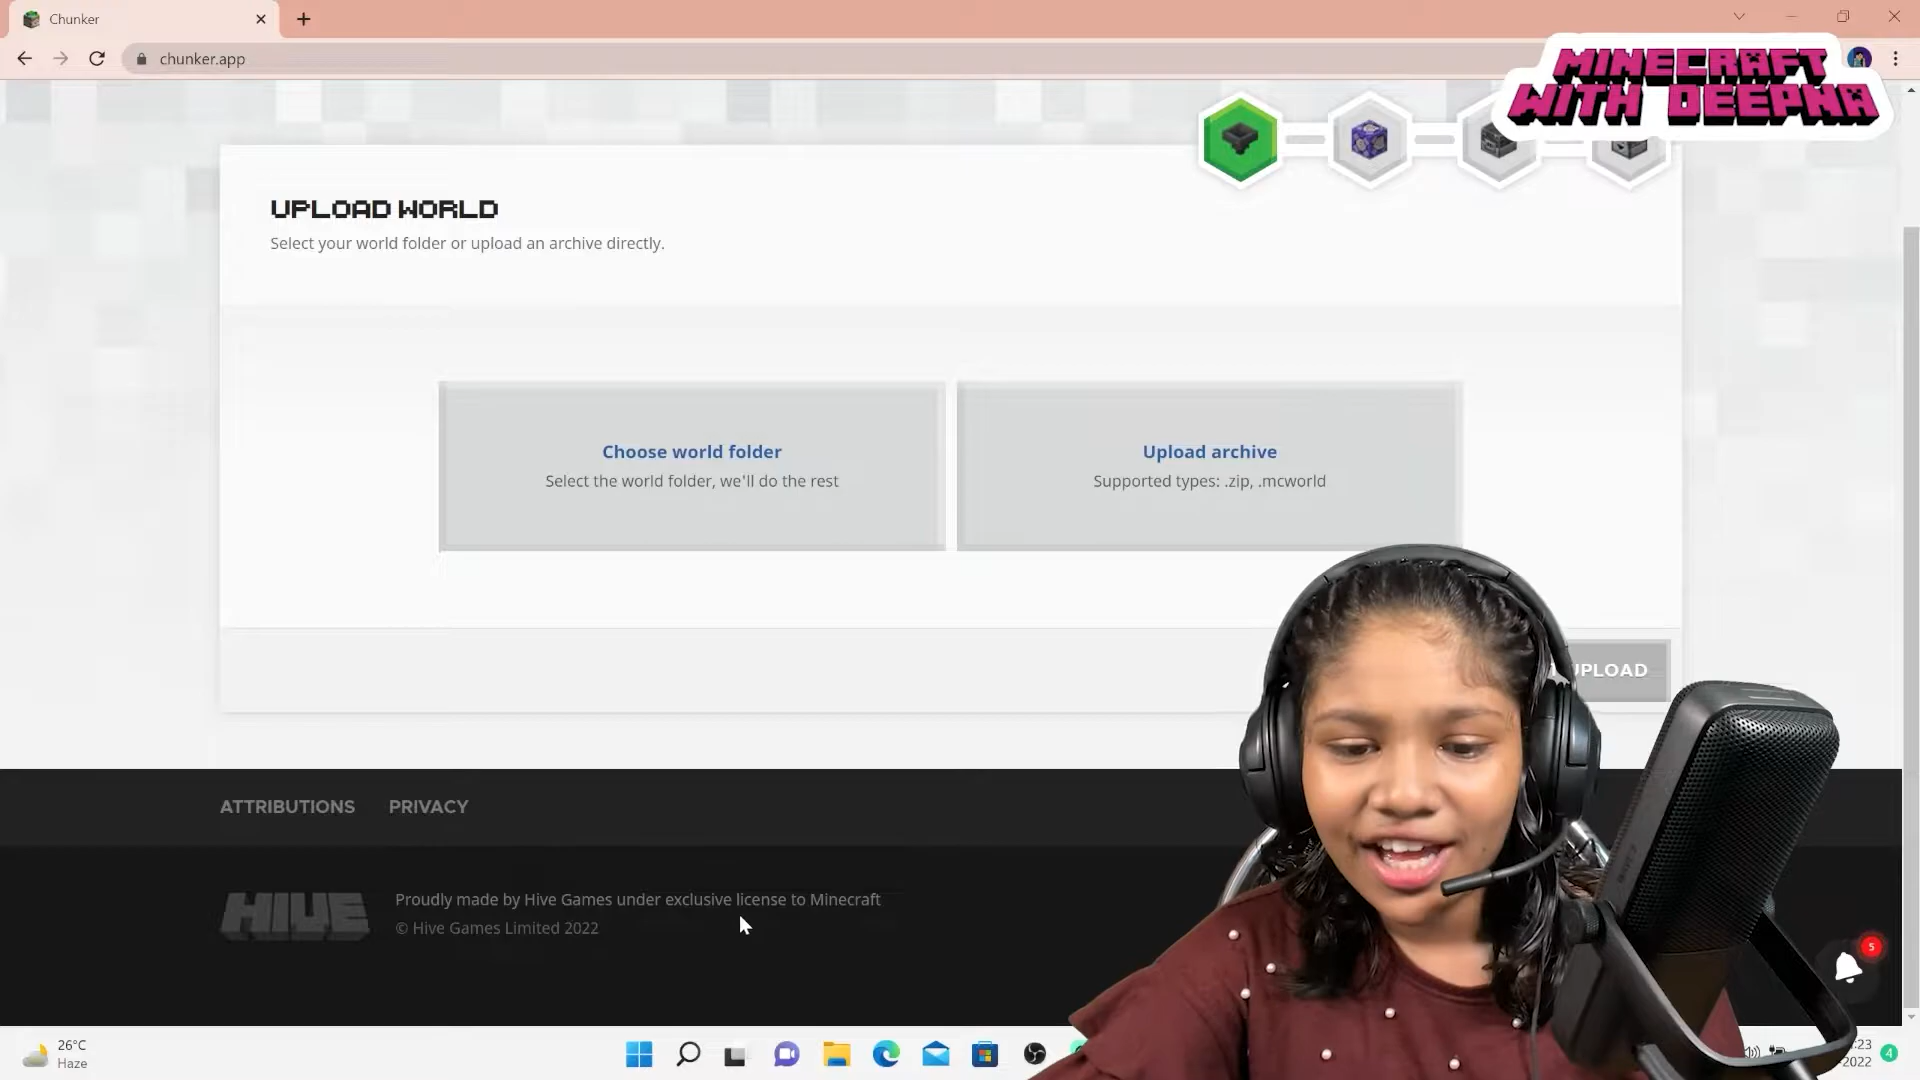 Chunker
chunker.app
MINECRAFT
WITH DEEPNA
UPLOAD WORLD
Select your world folder or upload an archive directly.
Choose world folder
Select the world folder, we'll do the rest
Upload archive
Supported types: .zip, .mcworld
UPLOAD
ATTRIBUTIONS PRIVACY
HIVE
Proudly made by Hive Games under exclusive license to Minecraft
© Hive Games Limited 2022
5
26°C
Haze
:23
2022
4